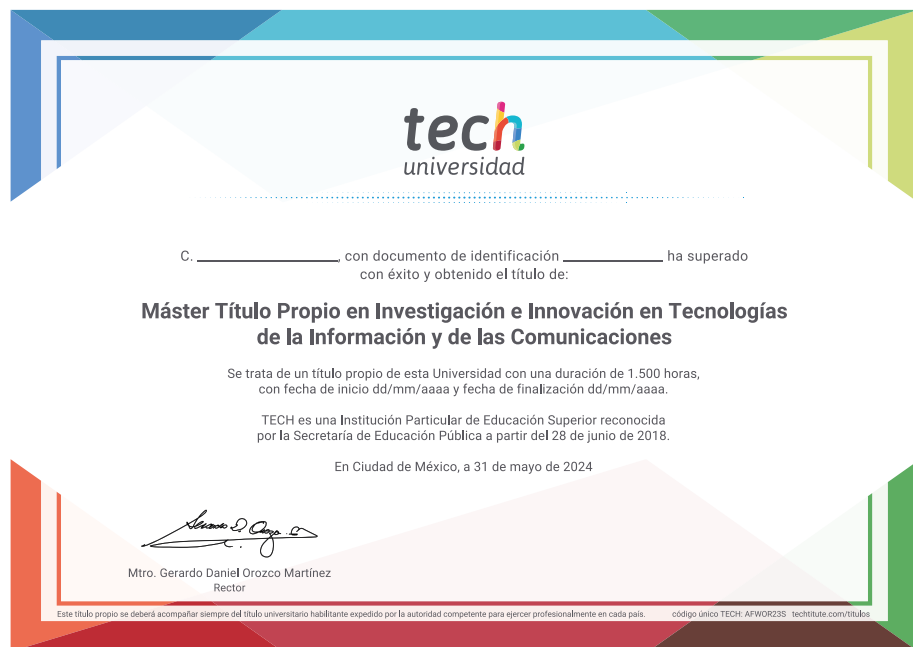 tech
universidad
C. ____________________, con documento de identificación ______________ ha superado
con éxito y obtenido el título de:
Máster Título Propio en Investigación e Innovación en Tecnologías
de la Información y de las Comunicaciones
Se trata de un título propio de esta Universidad con una duración de 1.500 horas,
con fecha de inicio dd/mm/aaaa y fecha de finalización dd/mm/aaaa.
TECH es una Institución Particular de Educación Superior reconocida
por la Secretaría de Educación Pública a partir del 28 de junio de 2018.
En Ciudad de México, a 31 de mayo de 2024
Mtro. Gerardo Daniel Orozco Martínez
Rector
Este título propio se deberá acompañar siempre del título universitario habilitante expedido por la autoridad competente para ejercer profesionalmente en cada país. código único TECH: AFWOR23S techtitute.com/titulos